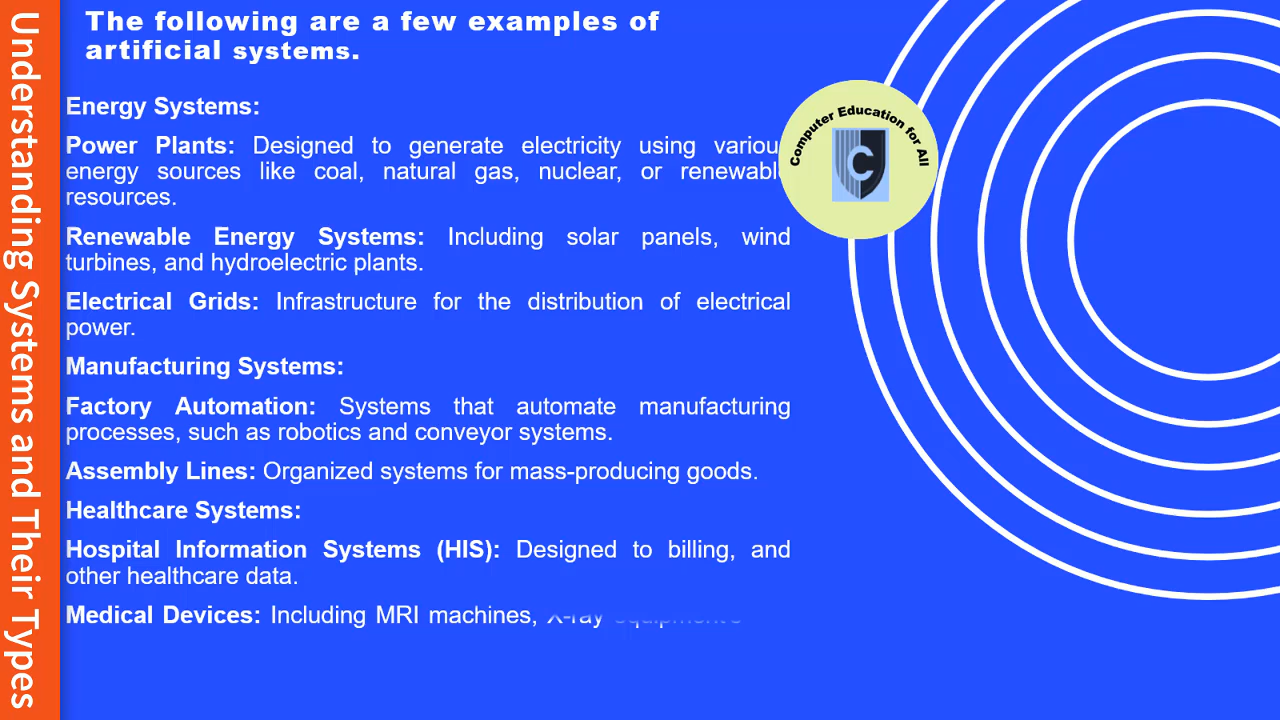 Understanding Systems and Their Types
The following are a few examples of
artificial systems.
Energy Systems:
Power Plants: Designed to generate electricity using
energy sources like coal, natural gas, nuclear, or
resources.
Renewable Energy Systems: Including solar panels, wind
turbines, and hydroelectric plants.
Electrical Grids: Infrastructure for the distribution of electrical
power.
Manufacturing Systems:
Factory Automation: Systems that automate manufacturing
processes, such as robotics and conveyor systems.
Assembly Lines: Organized systems for mass-producing goods.
Healthcare Systems:
Hospital Information Systems (HIS): Designed to billing, and
other healthcare data.
Medical Devices: Including MRI machines, X-ray
Computer Education for All
C